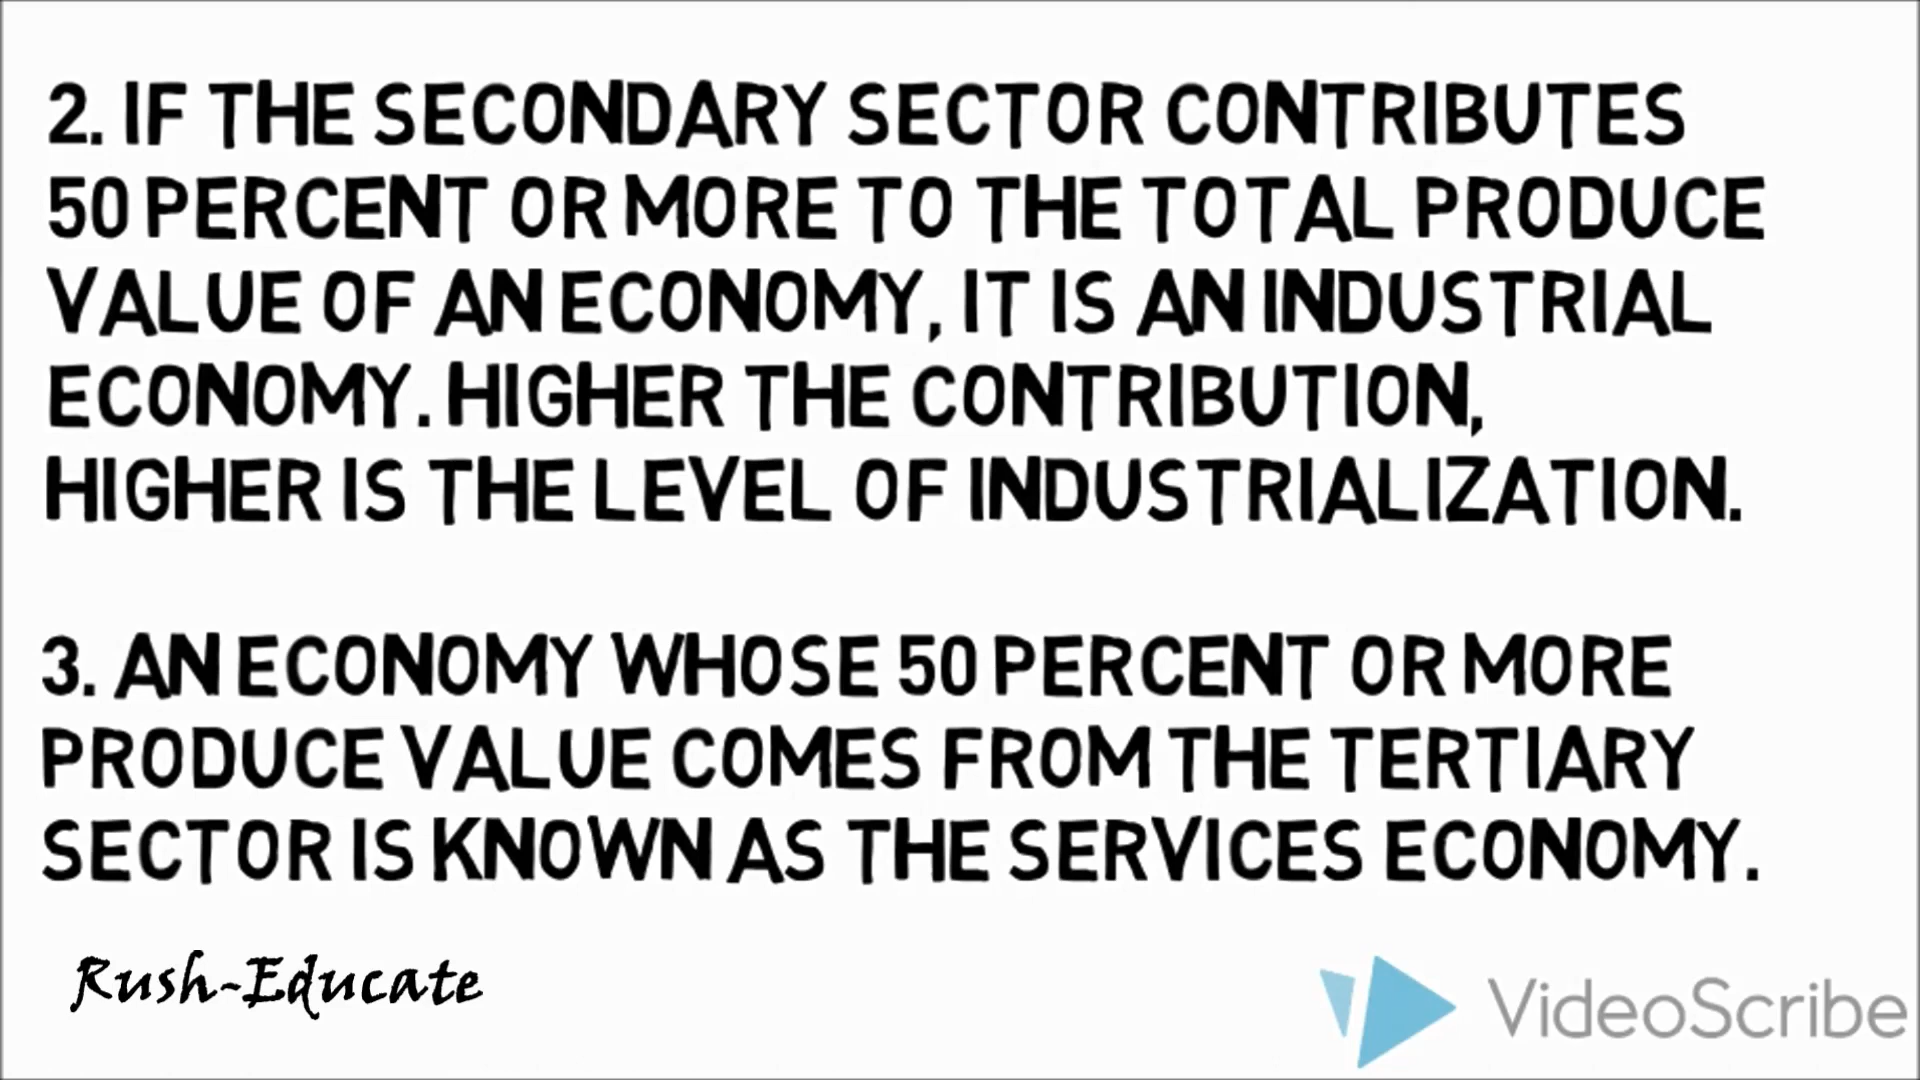 2. IF THE SECONDARY SECTOR CONTRIBUTES
50 PERCENT OR MORE TO THE TOTAL PRODUCE
VALUE OF AN ECONOMY, IT IS AN INDUSTRIAL
ECONOMY. HIGHER THE CONTRIBUTION,
HIGHER IS THE LEVEL OF INDUSTRIALIZATION.
3. AN ECONOMY WHOSE 50 PERCENT OR MORE
PRODUCE VALUE COMES FROM THE TERTIARY
SECTOR IS KNOWN AS THE SERVICES ECONOMY.
Rush-Educate
VideoScribe